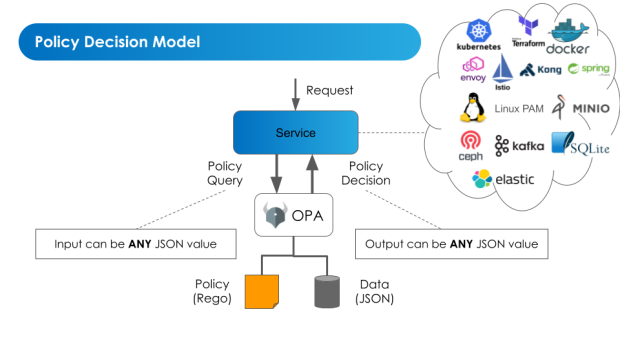 Policy Decision Model
kubernetes
Terraform
docker
envoy
Istio
Kong
spring
Linux PAM
MINIO
ceph
kafka
SQLite
elastic
Request
Service
Policy
Query
Policy
Decision
OPA
Input can be ANY JSON value
Output can be ANY JSON value
Policy
(Rego)
Data
(JSON)